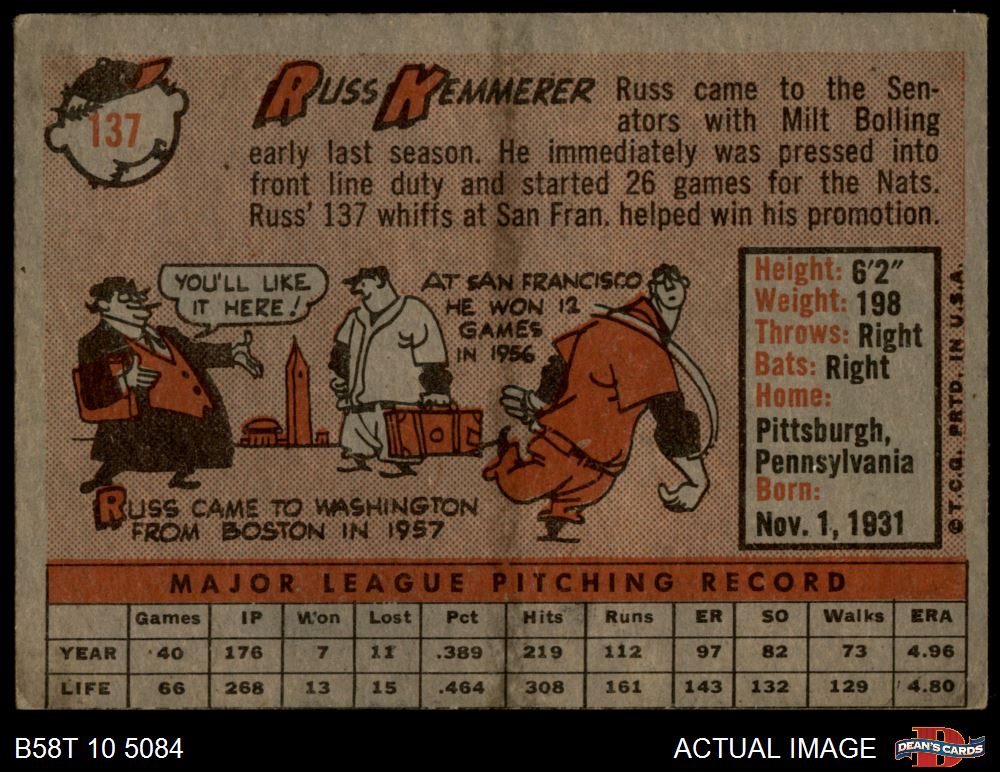 137
RUSS KEMMERER
Russ came to the Sen-
ators with Milt Bolling
early last season. He immediately was pressed into
front line duty and started 26 games for the Nats.
Russ' 137 whiffs at San Fran. helped win his promotion.
YOU'LL LIKE
IT HERE!
AT SAN FRANCISCO
HE WON 12
GAMES
IN 1956
RUSS CAME TO WASHINGTON
FROM BOSTON IN 1957
Height: 6'2"
Weight: 198
Throws: Right
Bats: Right
Home:
Pittsburgh,
Pennsylvania
Born:
Nov. 1, 1931
©T.C.G. PRTD. IN U.S.A.
MAJOR LEAGUE PITCHING RECORD
Games IP Won Lost Pct Hits Runs ER SO Walks ERA
YEAR 40 176 7 11 .389 219 112 97 82 73 4.96
LIFE 66 268 13 15 .464 308 161 143 132 129 4.80
B58T 10 5084
ACTUAL IMAGE
D
DEAN'S CARDS